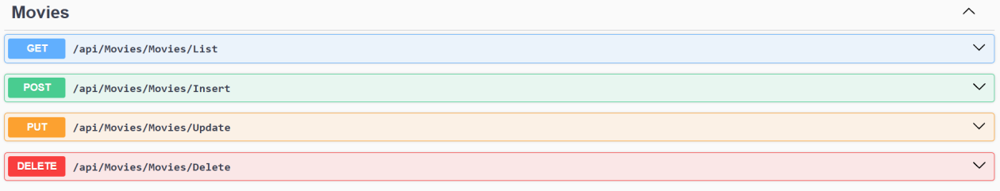 Movies
GET /api/Movies/Movies/List
POST /api/Movies/Movies/Insert
PUT /api/Movies/Movies/Update
DELETE /api/Movies/Movies/Delete